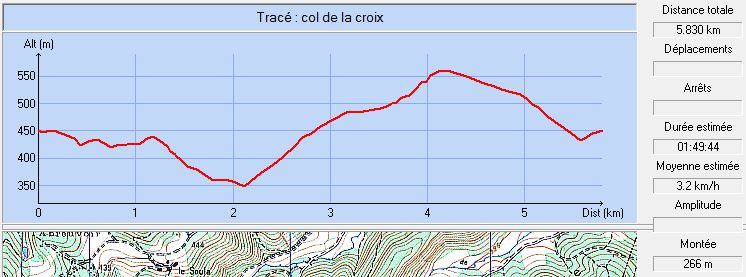 Tracé : col de la croix
Alt (m)
550
500
450
400
350
0
1
2
3
4
5
Dist (km)
Distance totale
5.830 km
Déplacements
Arrêts
Durée estimée
01:49:44
Moyenne estimée
3.2 km/h
Amplitude
Montée
266 m
444
le Soula
435
de